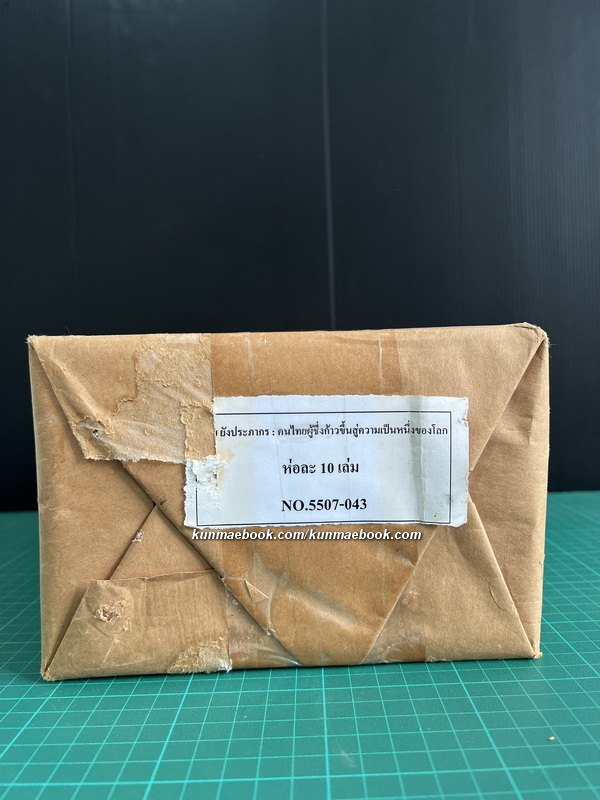 ยังประภากร : คนไทยผู้ซึ่งก้าวขึ้นสู่ความเป็นหนึ่งของโลก
ห่อละ 10 เล่ม
NO.5507-043
kunmaebook.com/kunmaebook.com